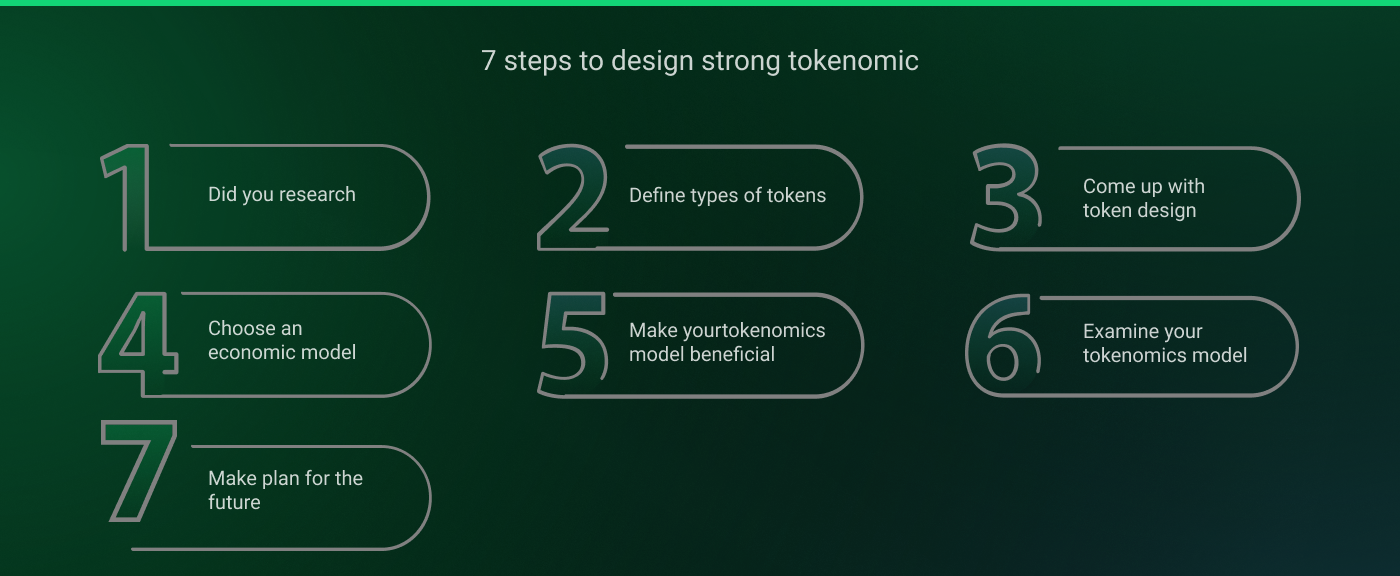 7 steps to design strong tokenomic
1
Did you research
2
Define types of tokens
3
Come up with
token design
4
Choose an
economic model
5
Make yourtokenomics
model beneficial
6
Examine your
tokenomics model
7
Make plan for the
future